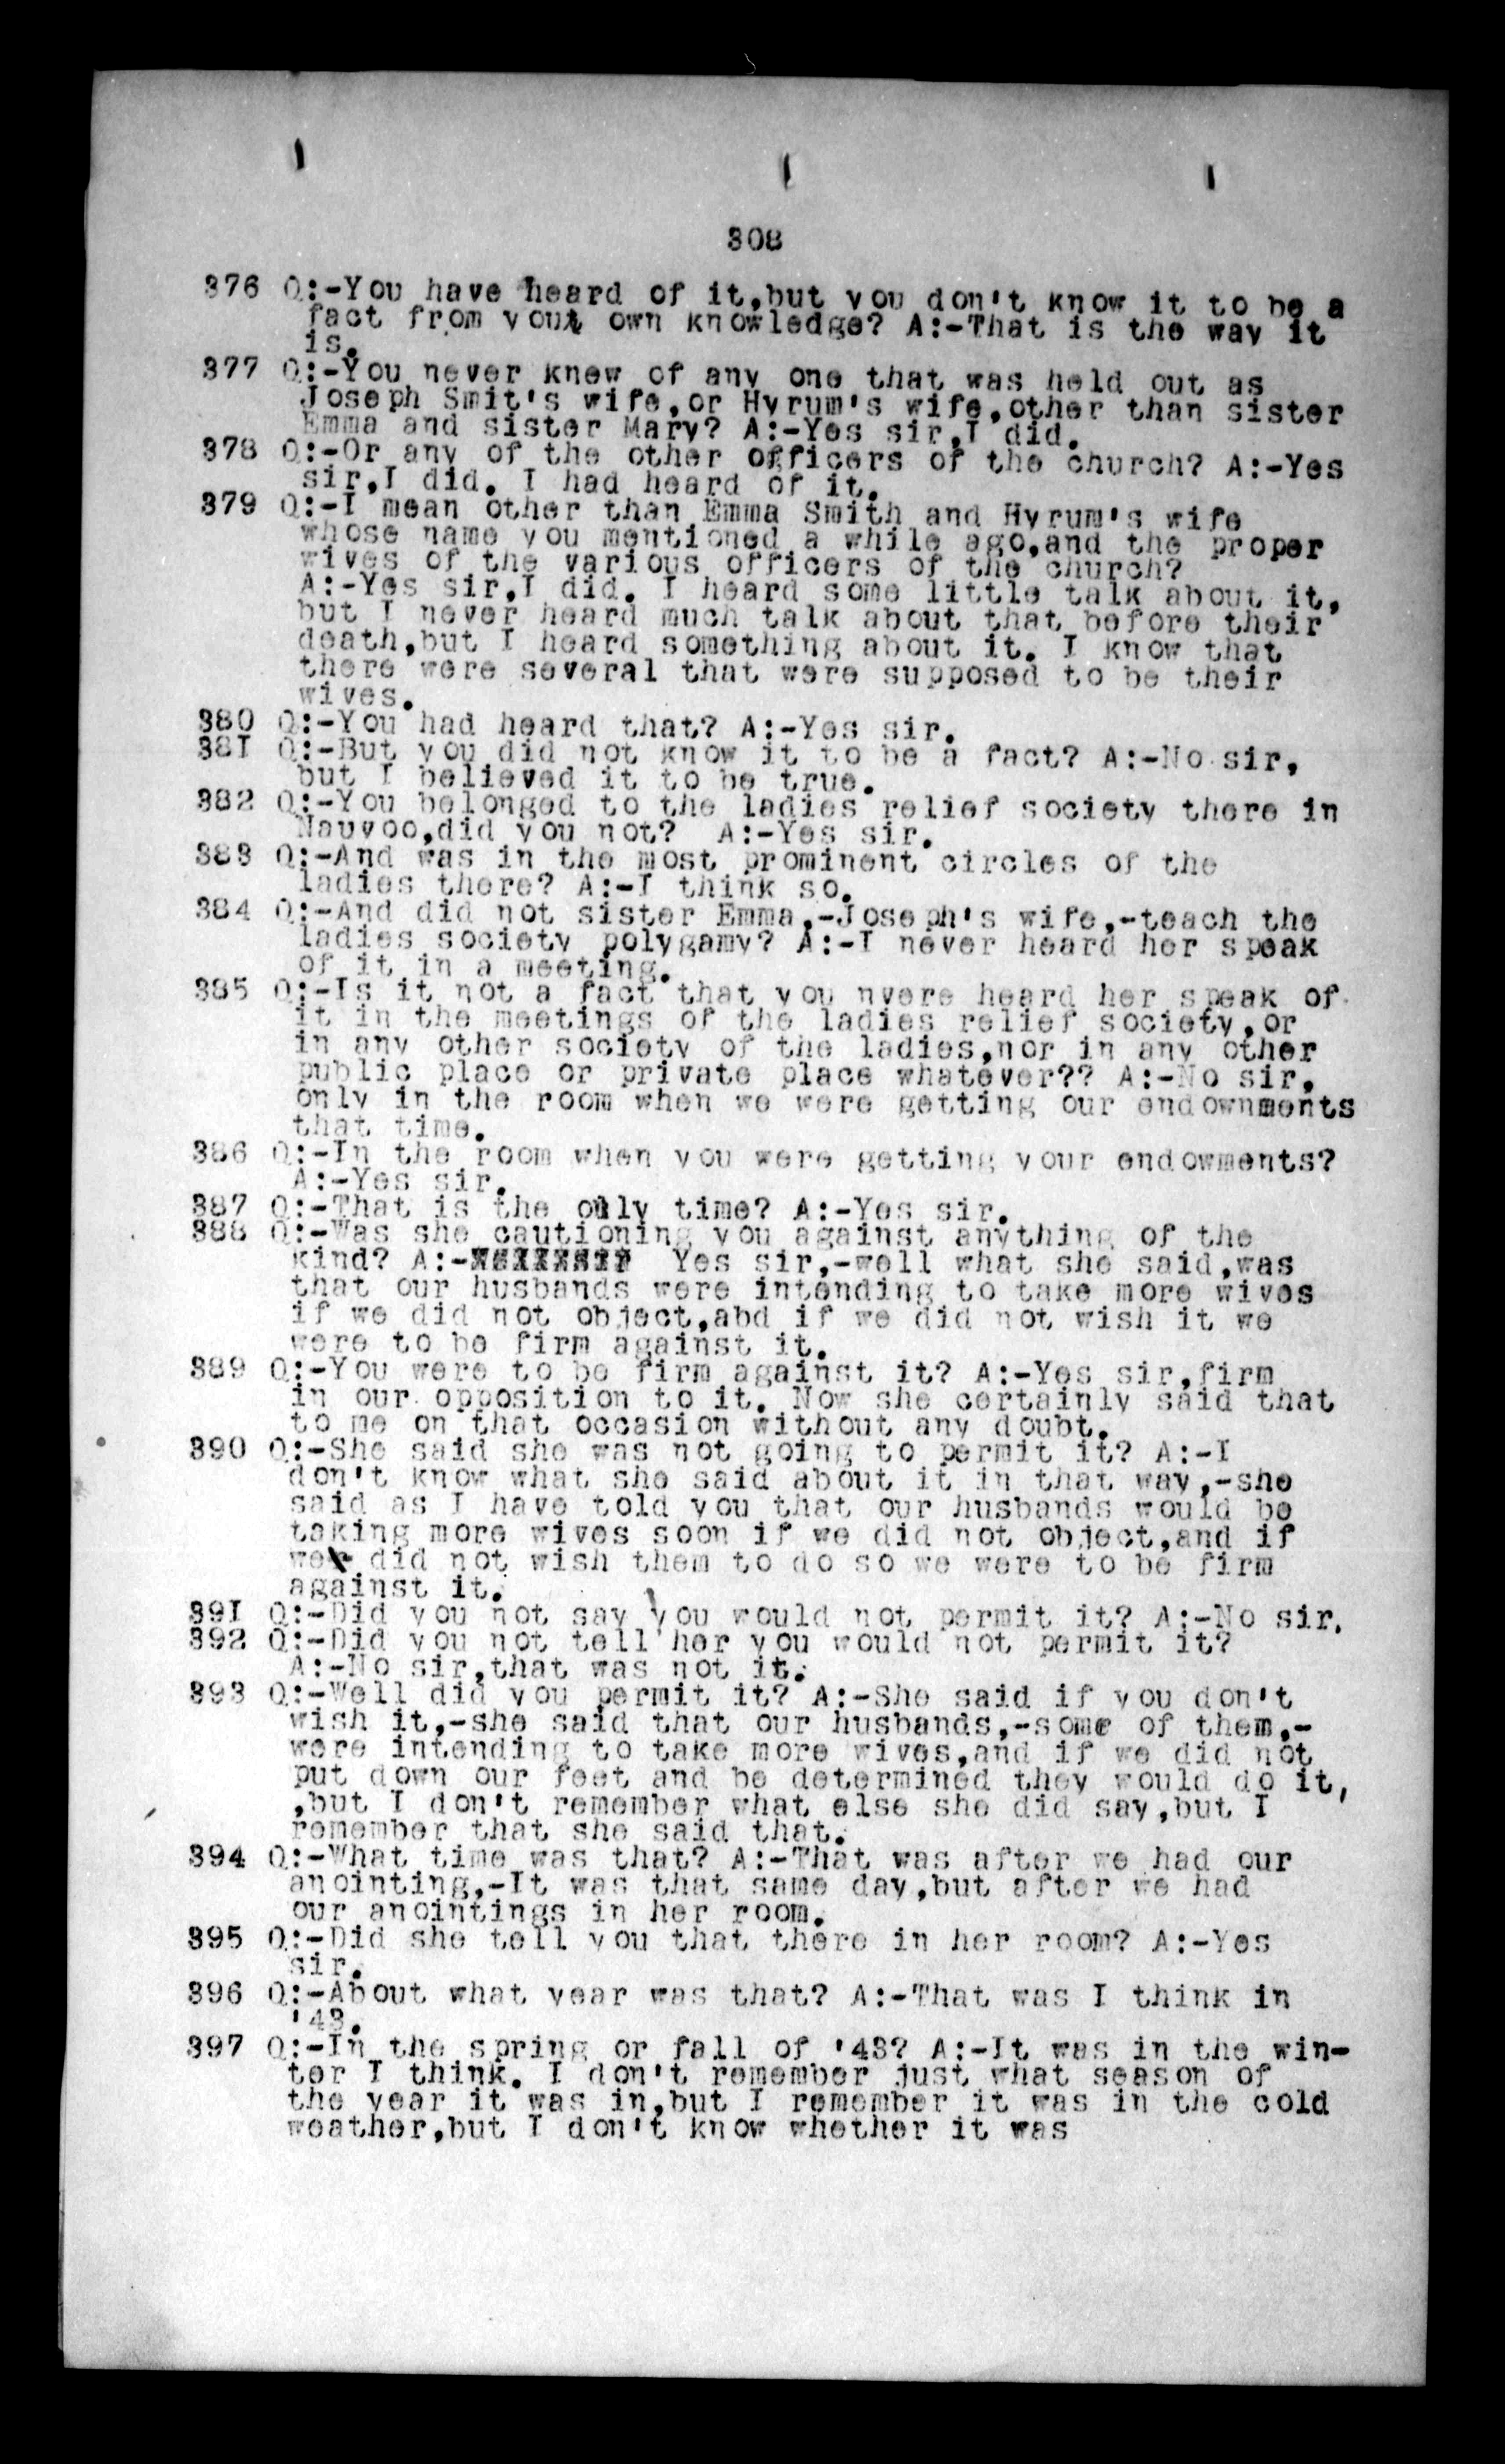 308
376 Q:-You have heard of it,but you don't know it to be a
fact from your own knowledge? A:-That is the way it
is.
377 Q:-You never knew of any one that was held out as
Joseph Smit's wife,or Hyrum's wife,other than sister
Emma and sister Mary? A:-Yes sir,I did.
378 Q:-Or any of the other officers of the church? A:-Yes
sir,I did. I had heard of it.
379 Q:-I mean other than Emma Smith and Hyrum's wife
whose name you mentioned a while ago,and the proper
wives of the various officers of the church?
A:-Yes sir,I did. I heard some little talk about it,
but I never heard much talk about that before their
death,but I heard something about it. I know that
there were several that were supposed to be their
wives.
380 Q:-You had heard that? A:-Yes sir.
381 Q:-But you did not know it to be a fact? A:-No sir,
but I believed it to be true.
382 Q:-You belonged to the ladies relief society there in
Nauvoo,did you not? A:-Yes sir.
383 Q:-And was in the most prominent circles of the
ladies there? A:-I think so.
384 Q:-And did not sister Emma,-Joseph's wife,-teach the
ladies society polygamy? A:-I never heard her speak
of it in a meeting.
385 Q:-Is it not a fact that you nvere heard her speak of
it in the meetings of the ladies relief society,or
in any other society of the ladies,nor in any other
public place or private place whatever?? A:-No sir,
only in the room when we were getting our endownments
that time.
386 Q:-In the room when you were getting your endowments?
A:-Yes sir.
387 Q:-That is the only time? A:-Yes sir.
388 Q:-Was she cautioning you against anything of the
kind? A:- Yes sir,-well what she said,was
that our husbands were intending to take more wives
if we did not object,abd if we did not wish it we
were to be firm against it.
389 Q:-You were to be firm against it? A:-Yes sir,firm
in our opposition to it. Now she certainly said that
to me on that occasion without any doubt.
390 Q:-She said she was not going to permit it? A:-I
don't know what she said about it in that way,-she
said as I have told you that our husbands would be
taking more wives soon if we did not object,and if
we did not wish them to do so we were to be firm
against it.
391 Q:-Did you not say you would not permit it? A:-No sir.
392 Q:-Did you not tell her you would not permit it?
A:-No sir,that was not it.
393 Q:-Well did you permit it? A:-She said if you don't
wish it,-she said that our husbands,-some of them,-
were intending to take more wives,and if we did not
put down our feet and be determined they would do it,
,but I don't remember what else she did say,but I
remember that she said that.
394 Q:-What time was that? A:-That was after we had our
anointing,-It was that same day,but after we had
our anointings in her room.
395 Q:-Did she tell you that there in her room? A:-Yes
sir.
396 Q:-About what year was that? A:-That was I think in
'43.
397 Q:-In the spring or fall of '43? A:-It was in the win-
ter I think. I don't remember just what season of
the year it was in,but I remember it was in the cold
weather,but I don't know whether it was